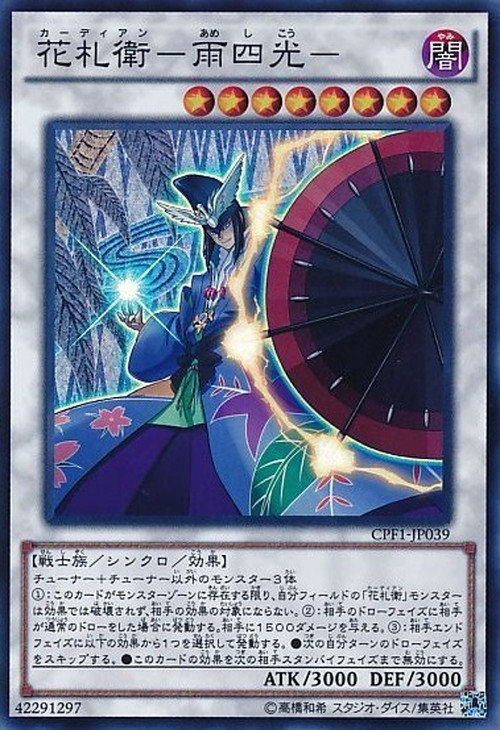 カーディアン あめしこう
花札衛－雨四光－
やみ
闇
CPF1-JP039
【戦士族／シンクロ／効果】
チューナー＋チューナー以外のモンスター３体
①：このカードがモンスターゾーンに存在する限り、自分フィールドの「花札衛」モンスター
は効果では破壊されず、相手の効果の対象にならない。②：相手のドローフェイズに相手
が通常のドローをした場合に発動する。相手に1500ダメージを与える。③：相手エンド
フェイズに以下の効果から1つを選択して発動する。●次の自分ターンのドローフェイズ
をスキップする。●このカードの効果を次の相手スタンバイフェイズまで無効にする。
ATK/3000 DEF/3000
42291297
©高橋和希 スタジオ・ダイス/集英社